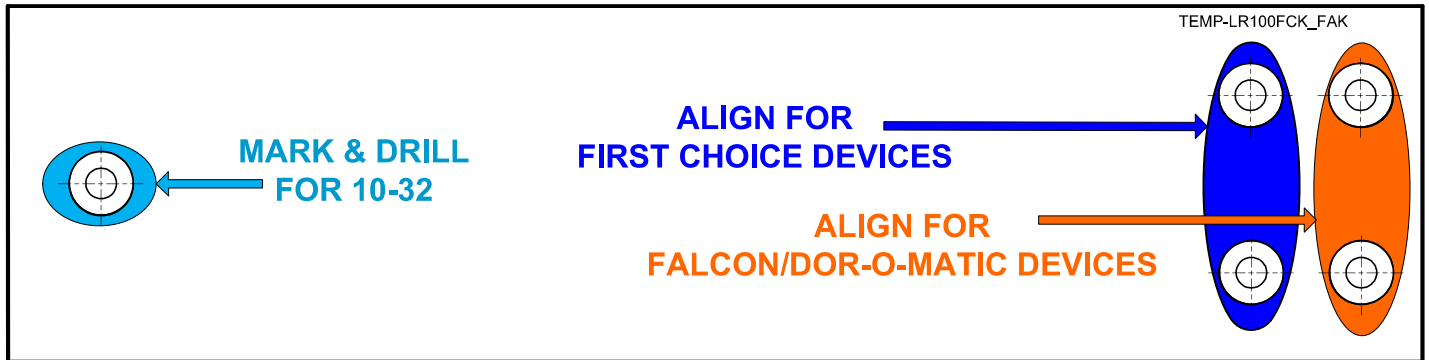 TEMP-LR100FCK_FAK
ALIGN FOR
FIRST CHOICE DEVICES
MARK & DRILL
FOR 10-32
ALIGN FOR
FALCON/DOR-O-MATIC DEVICES